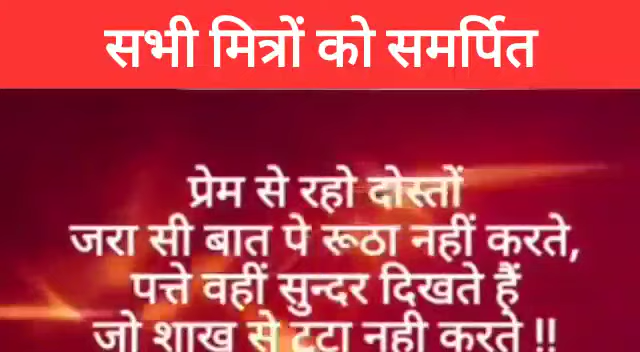 सभी मित्रों को समर्पित
प्रेम से रहो दोस्तों
जरा सी बात पे रूठा नहीं करते,
पत्ते वहीं सुन्दर दिखते हैं
जो शाख से टूटा नही करते !!